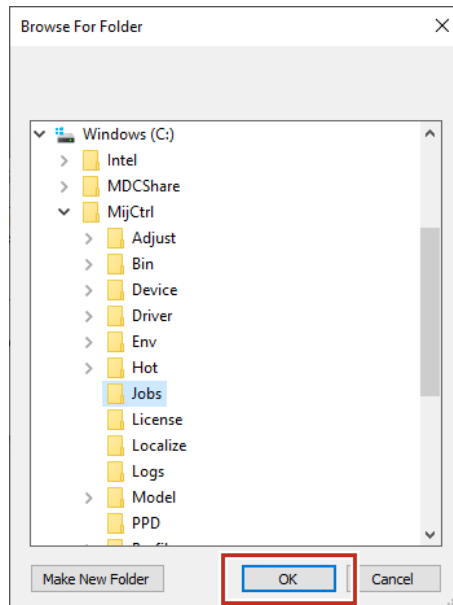 Browse For Folder
Windows (C:)
Intel
MDCShare
MijCtrl
Adjust
Bin
Device
Driver
Env
Hot
Jobs
License
Localize
Logs
Model
PPD
Make New Folder
OK
Cancel